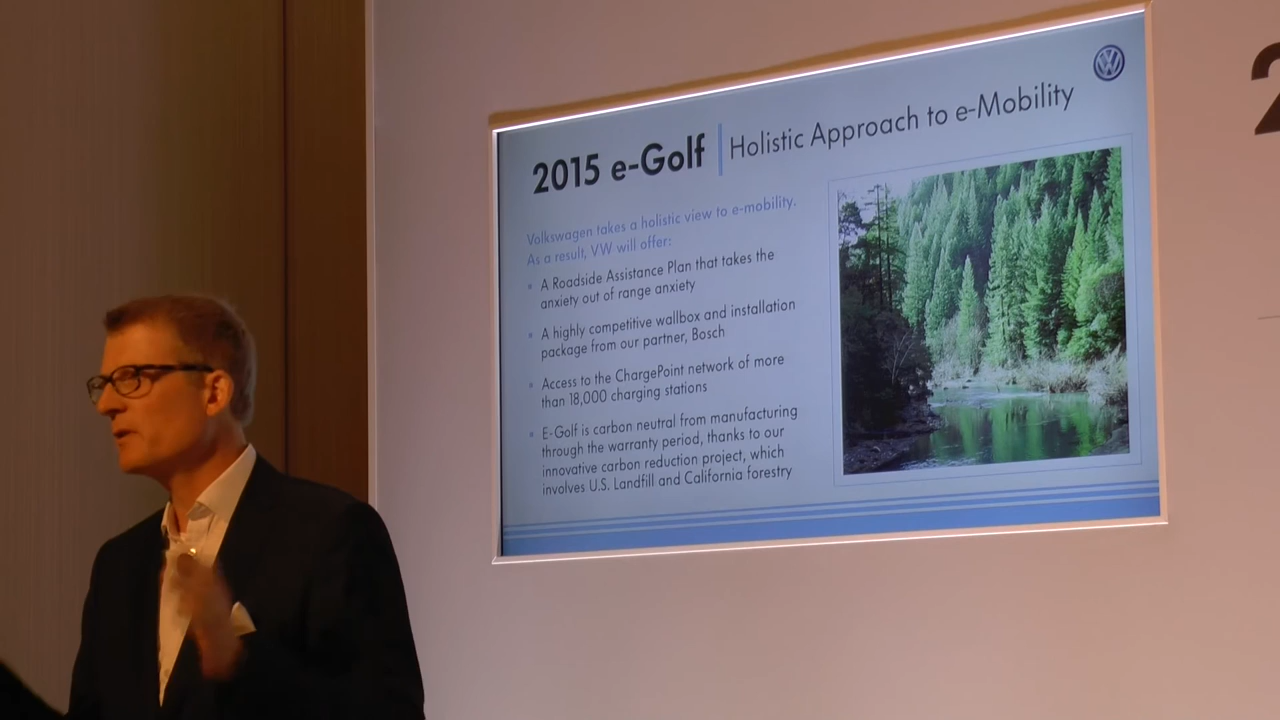 2015 e-Golf | Holistic Approach to e-Mobility
Volkswagen takes a holistic view to e-mobility.
As a result, VW will offer:
A Roadside Assistance Plan that takes the
anxiety out of range anxiety
A highly competitive wallbox and installation
package from our partner, Bosch
Access to the ChargePoint network of more
than 18,000 charging stations
E-Golf is carbon neutral from manufacturing
through the warranty period, thanks to our
innovative carbon reduction project, which
involves U.S. Landfill and California forestry
VW
2